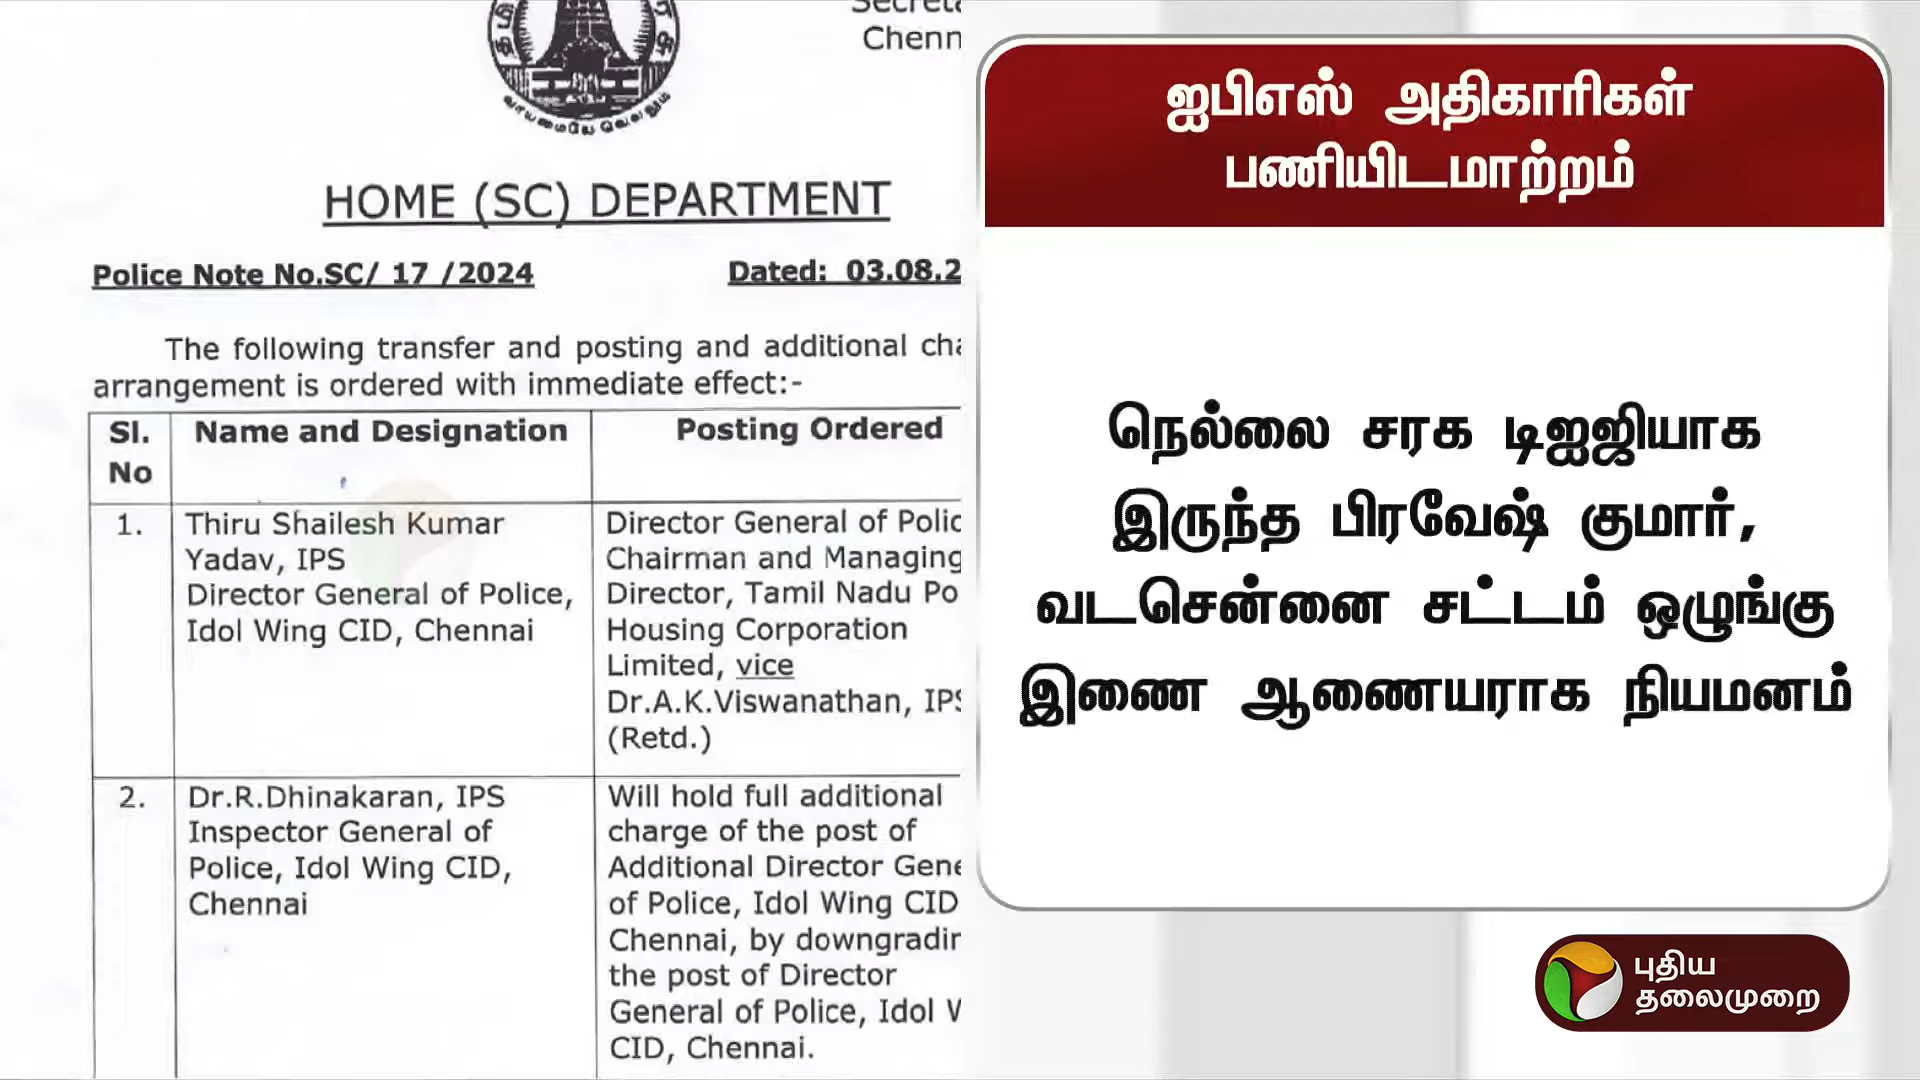 Chenn
தமி
வாய்மையே வெல்லும்
HOME (SC) DEPARTMENT
Police Note No.SC/ 17 /2024
Dated: 03.08.2
The following transfer and posting and additional cha
arrangement is ordered with immediate effect:-
Sl. No
Name and Designation
Posting Ordered
1.
Thiru Shailesh Kumar
Yadav, IPS
Director General of Police,
Idol Wing CID, Chennai
Director General of Polic
Chairman and Managing
Director, Tamil Nadu Po
Housing Corporation
Limited, vice
Dr.A.K.Viswanathan, IPS
(Retd.)
2.
Dr.R.Dhinakaran, IPS
Inspector General of
Police, Idol Wing CID,
Chennai
Will hold full additional
charge of the post of
Additional Director Gene
of Police, Idol Wing CID
Chennai, by downgradin
the post of Director
General of Police, Idol W
CID, Chennai.
ஐபிஎஸ் அதிகாரிகள்
பணியிடமாற்றம்
நெல்லை சரக டிஐஜியாக
இருந்த பிரவேஷ் குமார்,
வடசென்னை சட்டம் ஒழுங்கு
இணை ஆணையராக நியமனம்
புதிய
தலைமுறை